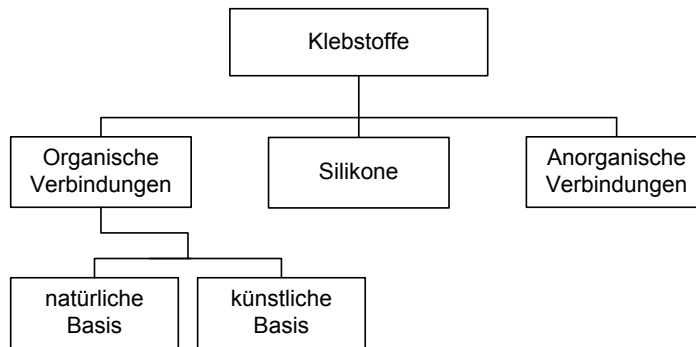 Klebstoffe
Organische
Verbindungen
Silikone
Anorganische
Verbindungen
natürliche
Basis
künstliche
Basis